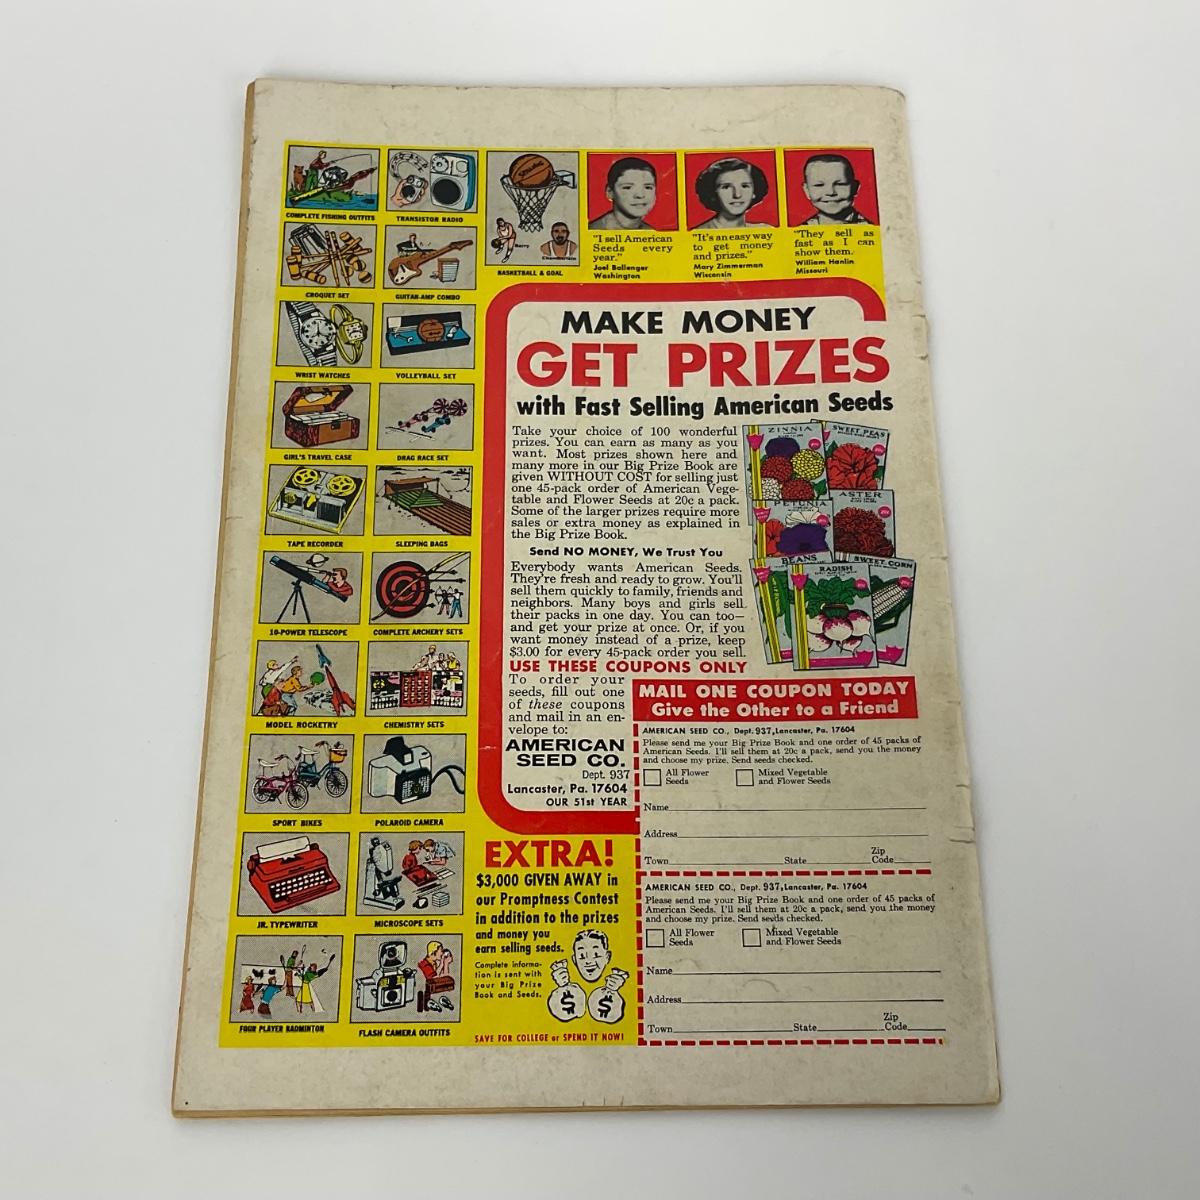 COMPLETE FISHING OUTFITS
TRANSISTOR RADIO
Barry
Chamberlain
BASKETBALL & GOAL
CROQUET SET
GUITAR-AMP COMBO
WRIST WATCHES
VOLLEYBALL SET
GIRL'S TRAVEL CASE
DRAG RACE SET
TAPE RECORDER
SLEEPING BAGS
10-POWER TELESCOPE
COMPLETE ARCHERY SETS
MODEL ROCKETRY
CHEMISTRY SETS
SPORT BIKES
POLAROID CAMERA
JR. TYPEWRITER
MICROSCOPE SETS
FOUR PLAYER BADMINTON
FLASH CAMERA OUTFITS
"I sell American
Seeds every
year."
Joel Ballenger
Washington
"It's an easy way
to get money
and prizes."
Mary Zimmerman
Wisconsin
"They sell as
fast as I can
show them.
William Hanlin
Missouri
MAKE MONEY
GET PRIZES
with Fast Selling American Seeds
Take your choice of 100 wonderful
prizes. You can earn as many as you
want. Most prizes shown here and
many more in our Big Prize Book are
given WITHOUT COST for selling just
one 45-pack order of American Vege-
table and Flower Seeds at 20c a pack.
Some of the larger prizes require more
sales or extra money as explained in
the Big Prize Book.
Send NO MONEY, We Trust You
Everybody wants American Seeds.
They're fresh and ready to grow. You'll
sell them quickly to family, friends and
neighbors. Many boys and girls sell
their packs in one day. You can too—
and get your prize at once. Or, if you
want money instead of a prize, keep
$3.00 for every 45-pack order you sell.
USE THESE COUPONS ONLY
To order your
seeds, fill out one
of these coupons
and mail in an en-
velope to:
AMERICAN
SEED CO.
Dept. 937
Lancaster, Pa. 17604
OUR 51st YEAR
ZINNIA
SWEET PEAS
PETUNIA
ASTER
BEANS
RADISH
SWEET CORN
MAIL ONE COUPON TODAY
Give the Other to a Friend
AMERICAN SEED CO., Dept. 937, Lancaster, Pa. 17604
Please send me your Big Prize Book and one order of 45 packs of
American Seeds. I'll sell them at 20c a pack, send you the money
and choose my prize. Send seeds checked.
All Flower
Seeds
Mixed Vegetable
and Flower Seeds
Name
Address
Town State Zip
Code
AMERICAN SEED CO., Dept. 937, Lancaster, Pa. 17604
Please send me your Big Prize Book and one order of 45 packs of
American Seeds. I'll sell them at 20c a pack, send you the money
and choose my prize. Send seeds checked.
All Flower
Seeds
Mixed Vegetable
and Flower Seeds
Name
Address
Town State Zip
Code
EXTRA!
$3,000 GIVEN AWAY in
our Promptness Contest
in addition to the prizes
and money you
earn selling seeds.
Complete informa-
tion is sent with
your Big Prize
Book and Seeds.
$ $
SAVE FOR COLLEGE or SPEND IT NOW!